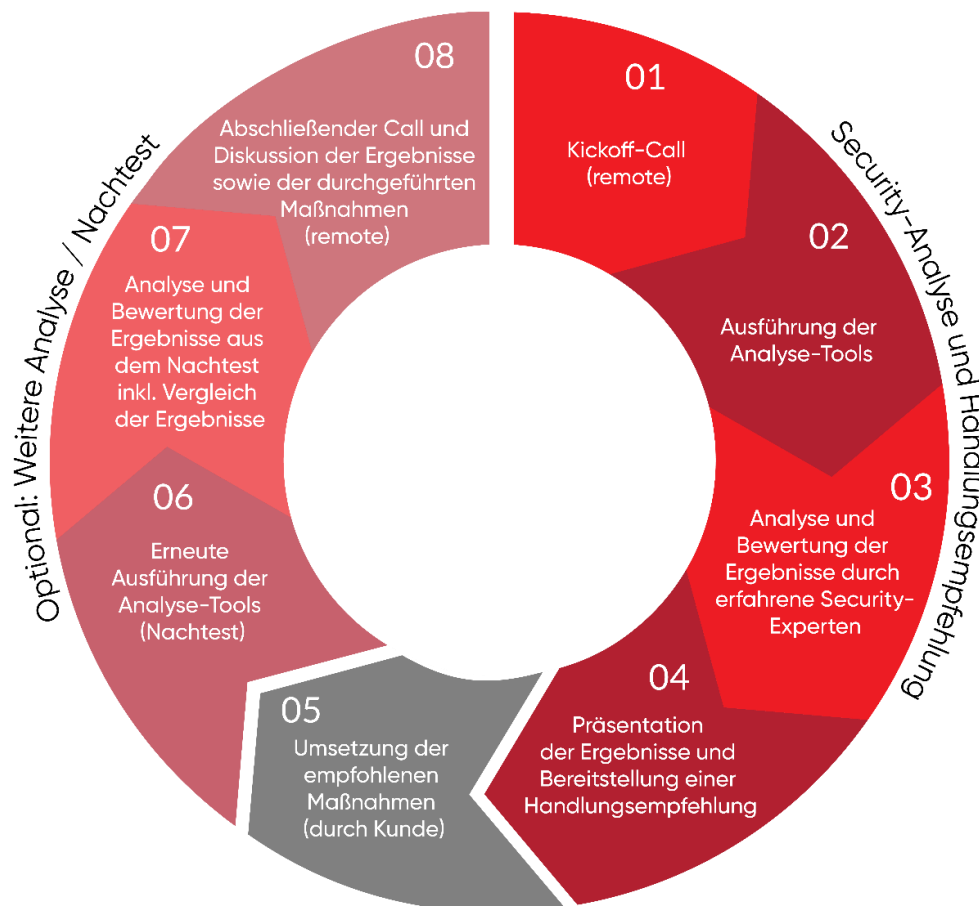 01
Kickoff-Call
(remote)
02
Ausführung der
Analyse-Tools
03
Analyse und
Bewertung der
Ergebnisse durch
erfahrene Security-
Experten
04
Präsentation
der Ergebnisse und
Bereitstellung einer
Handlungsempfehlung
05
Umsetzung der
empfohlenen
Maßnahmen
(durch Kunde)
06
Erneute
Ausführung der
Analyse-Tools
(Nachtest)
07
Analyse und
Bewertung der
Ergebnisse aus
dem Nachtest
inkl. Vergleich
der Ergebnisse
08
Abschließender Call und
Diskussion der Ergebnisse
sowie der durchgeführten
Maßnahmen
(remote)
Security-Analyse und Handlungsempfehlung
Optional: Weitere Analyse / Nachtest